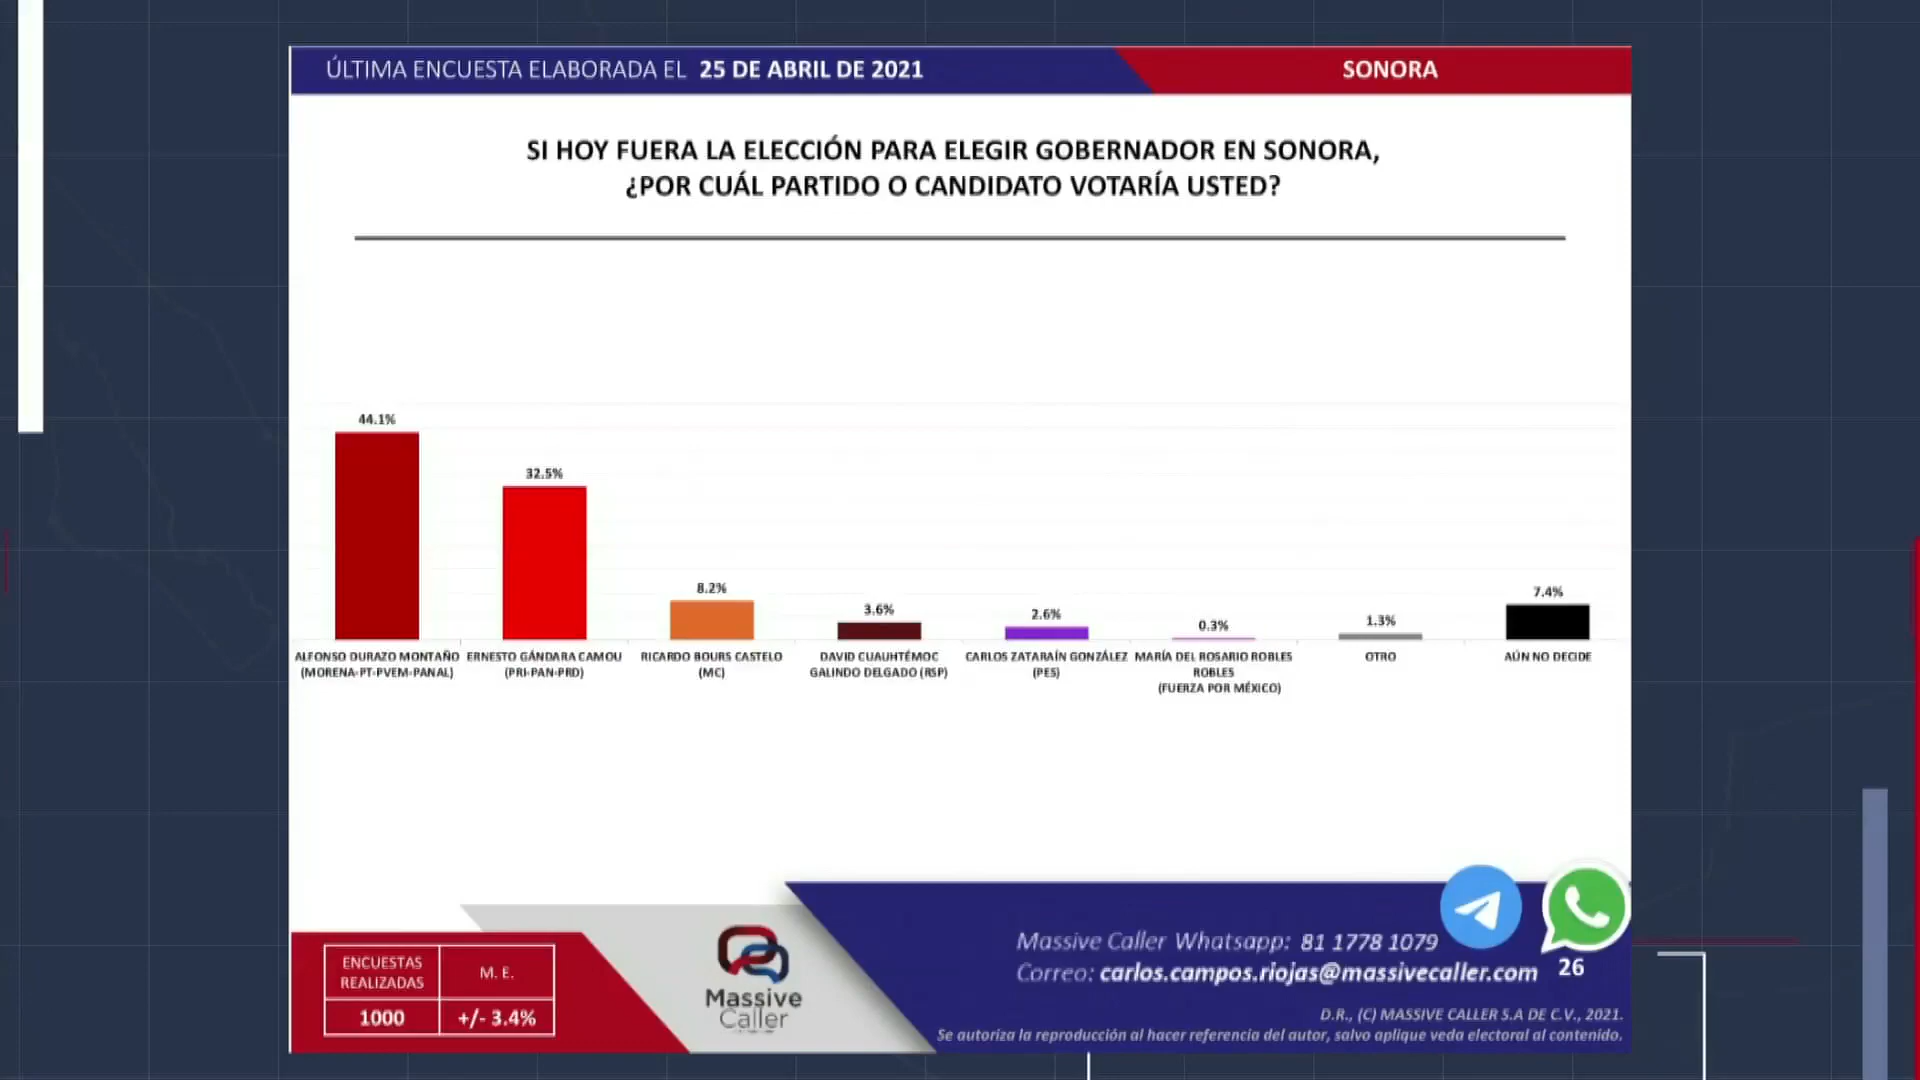 ÚLTIMA ENCUESTA ELABORADA EL 25 DE ABRIL DE 2021
SONORA
SI HOY FUERA LA ELECCIÓN PARA ELEGIR GOBERNADOR EN SONORA,
¿POR CUÁL PARTIDO O CANDIDATO VOTARÍA USTED?
44.1%
32.5%
8.2%
3.6%
2.6%
0.3%
1.3%
7.4%
ALFONSO DURAZO MONTAÑO
(MORENA-PT-PVEM-PANAL)
ERNESTO GÁNDARA CAMOU
(PRI-PAN-PRD)
RICARDO BOURS CASTELO
(MC)
DAVID CUAUHTÉMOC
GALINDO DELGADO (RSP)
CARLOS ZATARAÍN GONZÁLEZ
(PES)
MARÍA DEL ROSARIO ROBLES
ROBLES
(FUERZA POR MÉXICO)
OTRO
AÚN NO DECIDE
ENCUESTAS
REALIZADAS
M. E.
1000
+/- 3.4%
Massive
Caller
Massive Caller Whatsapp: 81 1778 1079
Correo: carlos.campos.riojas@massivecaller.com
26
D.R., (C) MASSIVE CALLER S.A DE C.V., 2021.
Se autoriza la reproducción al hacer referencia del autor, salvo aplique veda electoral al contenido.